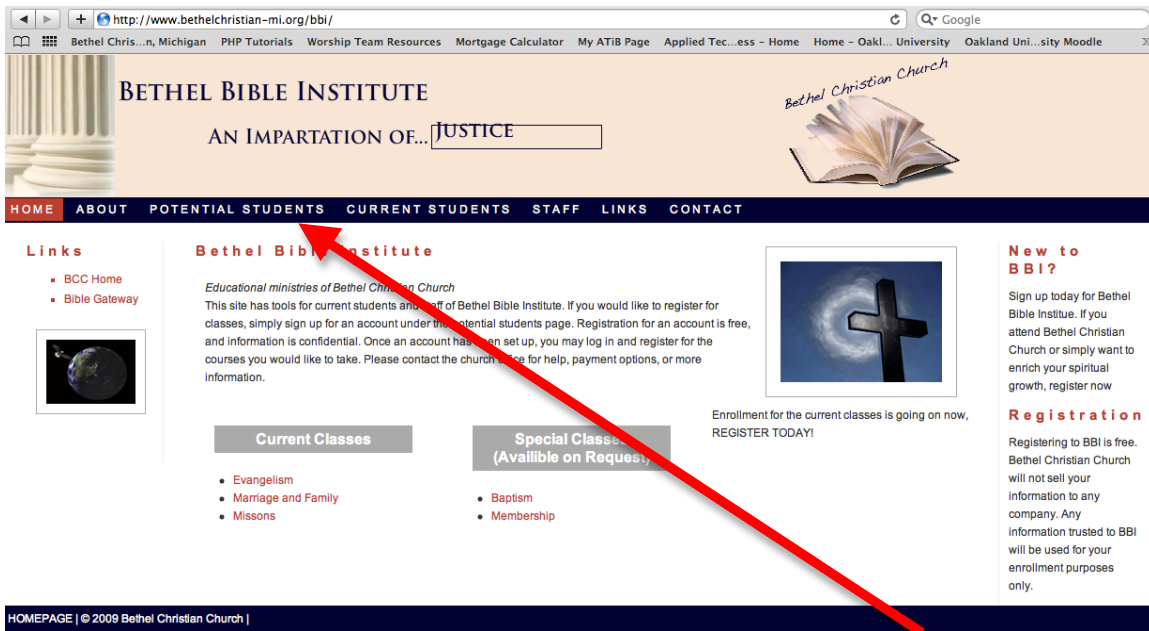 http://www.bethelchristian-mi.org/bbi/
Google
Bethel Chris...n, Michigan PHP Tutorials Worship Team Resources Mortgage Calculator My ATiB Page Applied Tec...ess – Home Home – Oakl... University Oakland Uni...sity Moodle
BETHEL BIBLE INSTITUTE
AN IMPARTATION OF... JUSTICE
Bethel Christian Church
HOME ABOUT POTENTIAL STUDENTS CURRENT STUDENTS STAFF LINKS CONTACT
Links
BCC Home
Bible Gateway
Bethel Bible Institute
Educational ministries of Bethel Christian Church
This site has tools for current students and staff of Bethel Bible Institute. If you would like to register for
classes, simply sign up for an account under the potential students page. Registration for an account is free,
and information is confidential. Once an account has been set up, you may log in and register for the
courses you would like to take. Please contact the church office for help, payment options, or more
information.
Current Classes
Evangelism
Marriage and Family
Missons
Special Classes
(Availible on Request)
Baptism
Membership
Enrollment for the current classes is going on now,
REGISTER TODAY!
New to
BBI?
Sign up today for Bethel
Bible Institue. If you
attend Bethel Christian
Church or simply want to
enrich your spiritual
growth, register now
Registration
Registering to BBI is free.
Bethel Christian Church
will not sell your
information to any
company. Any
information trusted to BBI
will be used for your
enrollment purposes
only.
HOMEPAGE | © 2009 Bethel Christian Church |